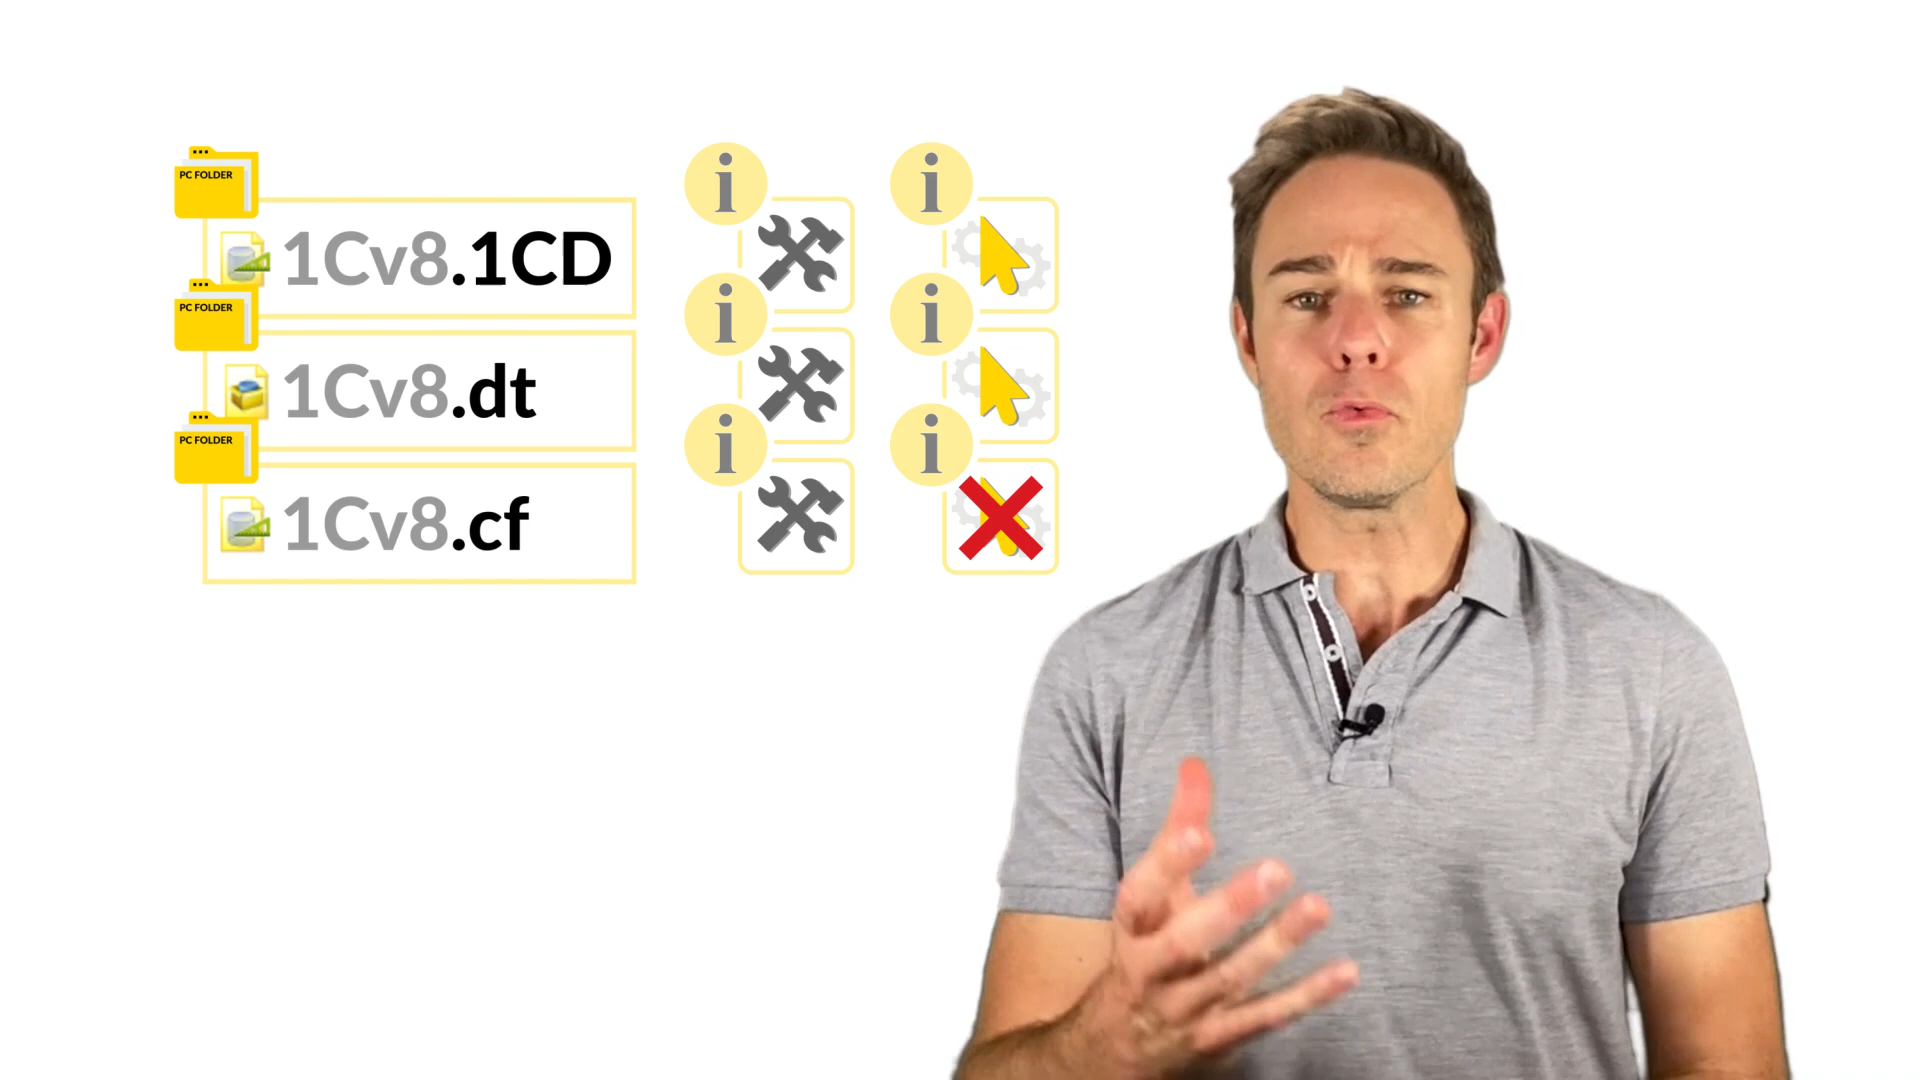 PC FOLDER
i
i
1Cv8.1CD
PC FOLDER
i
i
1Cv8.dt
PC FOLDER
i
i
1Cv8.cf